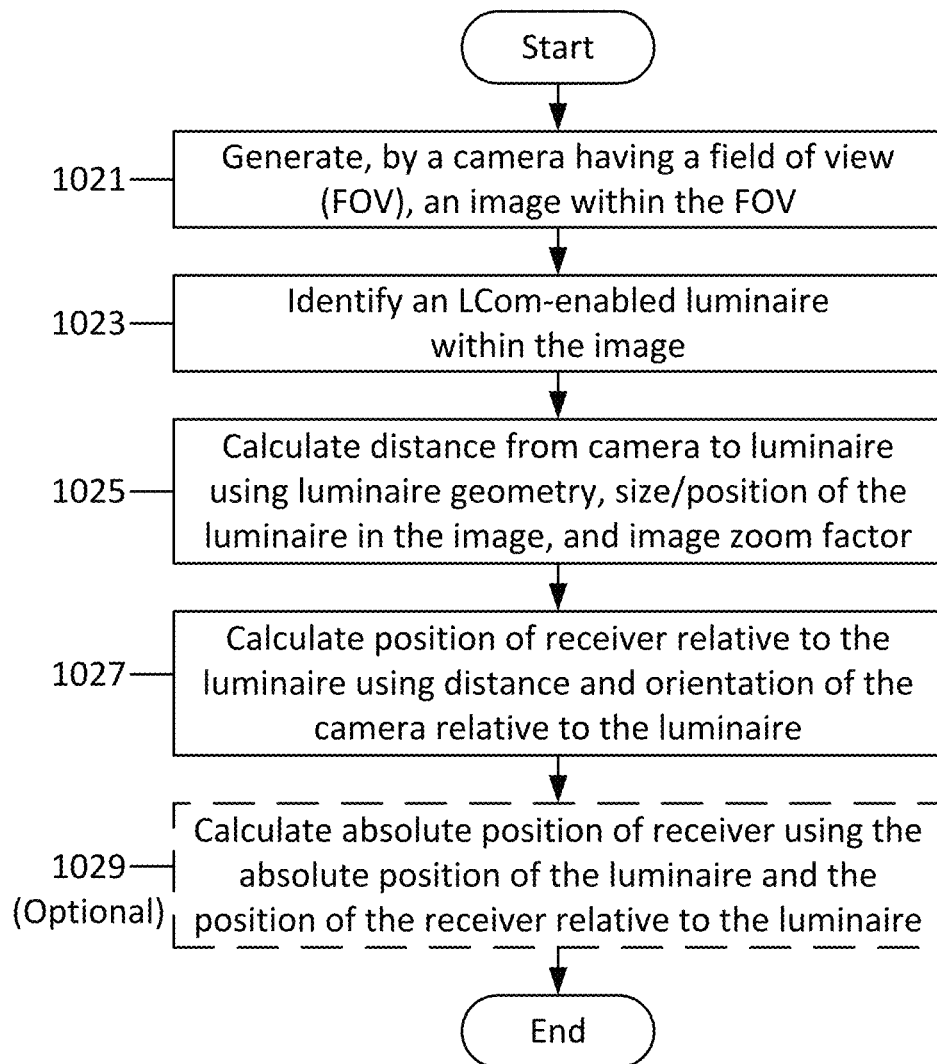 Start
1021
Generate, by a camera having a field of view
(FOV), an image within the FOV
1023
Identify an LCom-enabled luminaire
within the image
1025
Calculate distance from camera to luminaire
using luminaire geometry, size/position of the
luminaire in the image, and image zoom factor
1027
Calculate position of receiver relative to the
luminaire using distance and orientation of the
camera relative to the luminaire
1029
(Optional)
Calculate absolute position of receiver using the
absolute position of the luminaire and the
position of the receiver relative to the luminaire
End